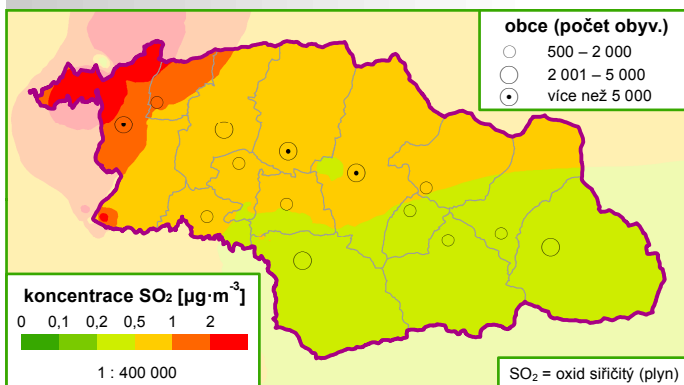 obce (počet obyv.)
500 – 2 000
2 001 – 5 000
více než 5 000
koncentrace SO₂ [µg·m⁻³]
0 0,1 0,2 0,5 1 2
1 : 400 000
SO₂ = oxid siřičitý (plyn)